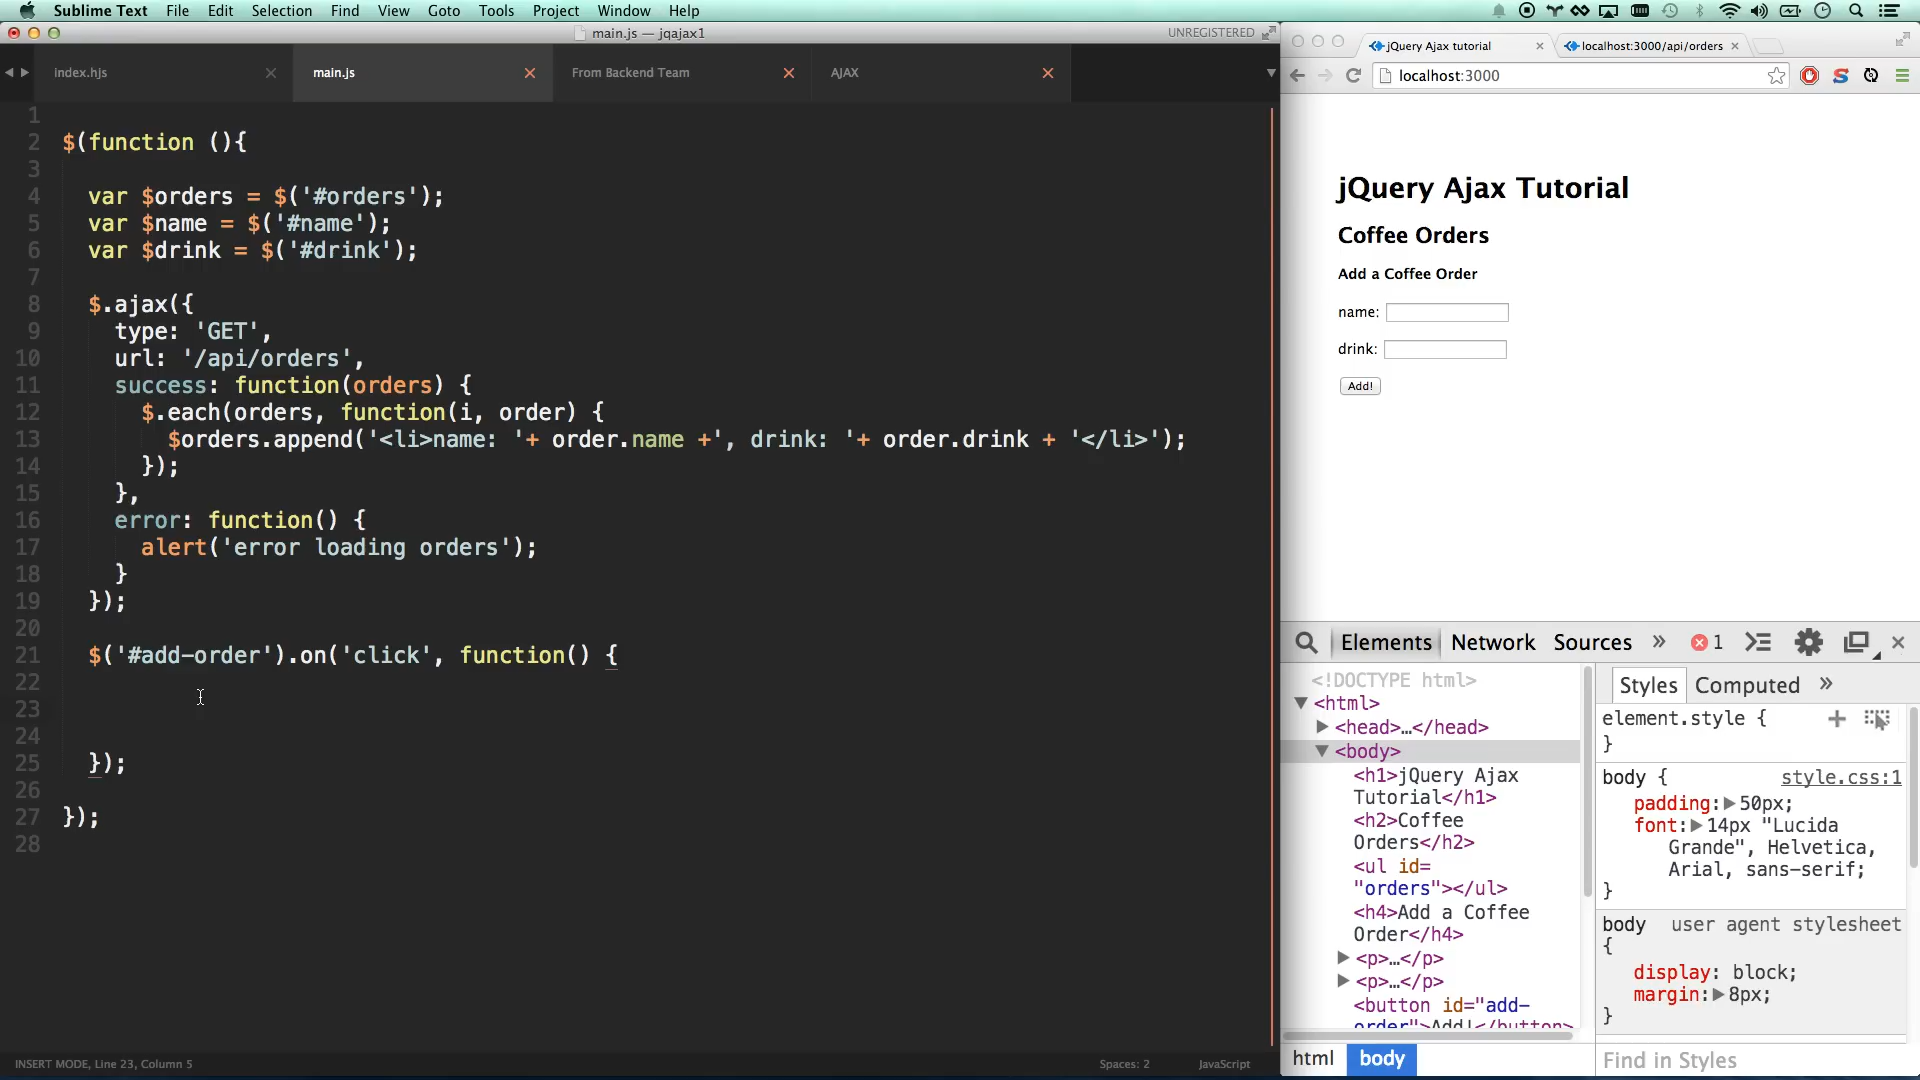 Sublime Text File Edit Selection Find View Goto Tools Project Window Help
main.js — jqajax1
UNREGISTERED
index.hjs
main.js
From Backend Team
AJAX
1
2 $(function (){
3
4 var $orders = $('#orders');
5 var $name = $('#name');
6 var $drink = $('#drink');
7
8 $.ajax({
9 type: 'GET',
10 url: '/api/orders',
11 success: function(orders) {
12 $.each(orders, function(i, order) {
13 $orders.append('<li>name: '+ order.name +', drink: '+ order.drink + '</li>');
14 });
15 },
16 error: function() {
17 alert('error loading orders');
18 }
19 });
20
21 $('#add-order').on('click', function() {
22
23
24
25 });
26
27 });
28
INSERT MODE, Line 23, Column 5
Spaces: 2
JavaScript
jQuery Ajax tutorial
localhost:3000/api/orders
localhost:3000
jQuery Ajax Tutorial
Coffee Orders
Add a Coffee Order
name:
drink:
Add!
Elements Network Sources » 1
<!DOCTYPE html>
<html>
<head>…</head>
<body>
<h1>jQuery Ajax
Tutorial</h1>
<h2>Coffee
Orders</h2>
<ul id=
"orders"></ul>
<h4>Add a Coffee
Order</h4>
<p>…</p>
<p>…</p>
<button id="add-
order">Add!</button>
html body
Styles Computed »
element.style {
}
body { style.css:1
padding: 50px;
font: 14px "Lucida
Grande", Helvetica,
Arial, sans-serif;
}
body user agent stylesheet
{
display: block;
margin: 8px;
}
Find in Styles